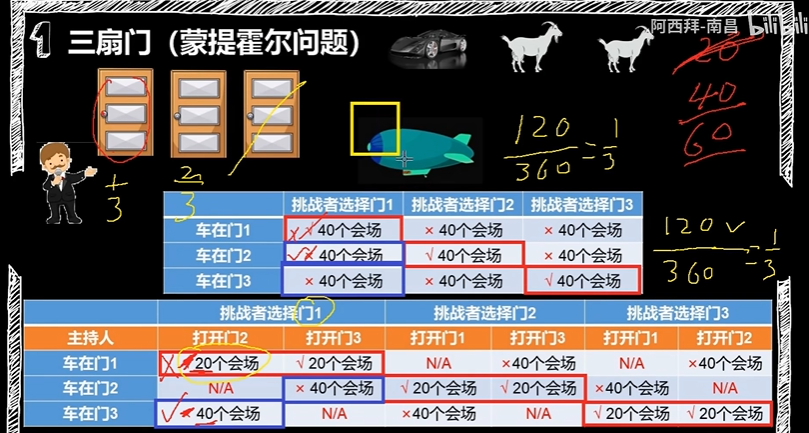 1 三扇门（蒙提霍尔问题）
阿西拜-南昌 bilibili
20
40
60
120/360=1/3
1/3
2/3
挑战者选择门1 挑战者选择门2 挑战者选择门3
车在门1 √ 40个会场 × 40个会场 × 40个会场
车在门2 × 40个会场 √ 40个会场 × 40个会场
车在门3 × 40个会场 × 40个会场 √ 40个会场
120√/360=1/3
挑战者选择门1 挑战者选择门2 挑战者选择门3
主持人 打开门2 打开门3 打开门1 打开门3 打开门1 打开门2
车在门1 20个会场 √ 20个会场 N/A ×40个会场 N/A ×40个会场
车在门2 N/A × 40个会场 √ 20个会场 √ 20个会场 ×40个会场 N/A
车在门3 40个会场 N/A ×40个会场 N/A √ 20个会场 √ 20个会场